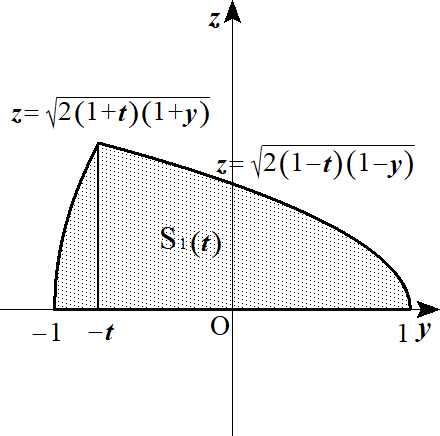 z
z=√2(1+t)(1+y)
z=√2(1−t)(1−y)
S₁(t)
O
−1 −t 1 y